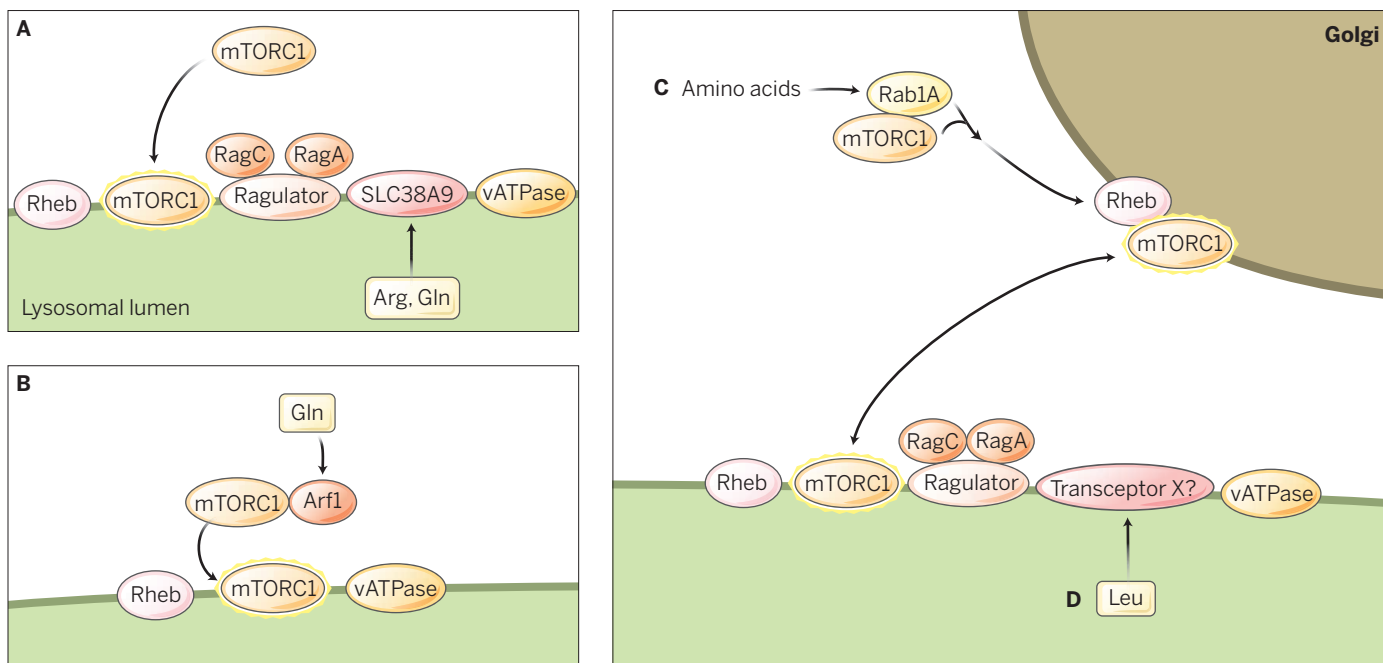 A
mTORC1
RagC
RagA
Rheb
mTORC1
Ragulator
SLC38A9
vATPase
Arg, Gln
Lysosomal lumen
B
Gln
mTORC1
Arf1
Rheb
mTORC1
vATPase
Golgi
C Amino acids
Rab1A
mTORC1
Rheb
mTORC1
RagC
RagA
Rheb
mTORC1
Ragulator
Transceptor X?
vATPase
D
Leu